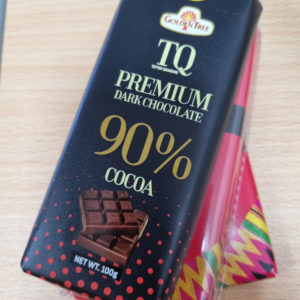 GOLDEN TREE
TQ
PREMIUM
DARK CHOCOLATE
90%
COCOA
NET WT. 100g